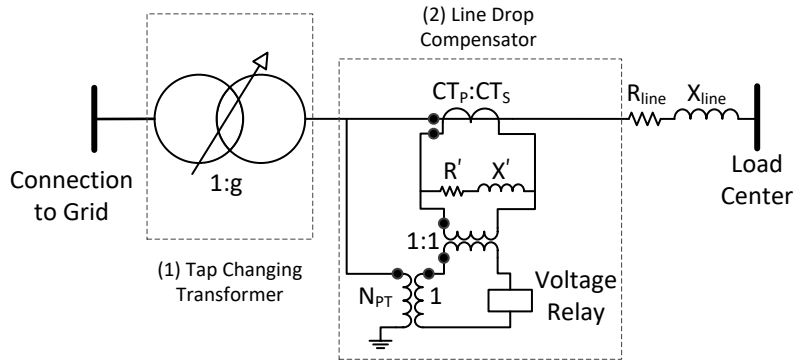 (2) Line Drop
Compensator
CTP:CTS
Rline
Xline
R'
X'
Connection
to Grid
1:g
Load
Center
1:1
(1) Tap Changing
Transformer
NPT
1
Voltage
Relay